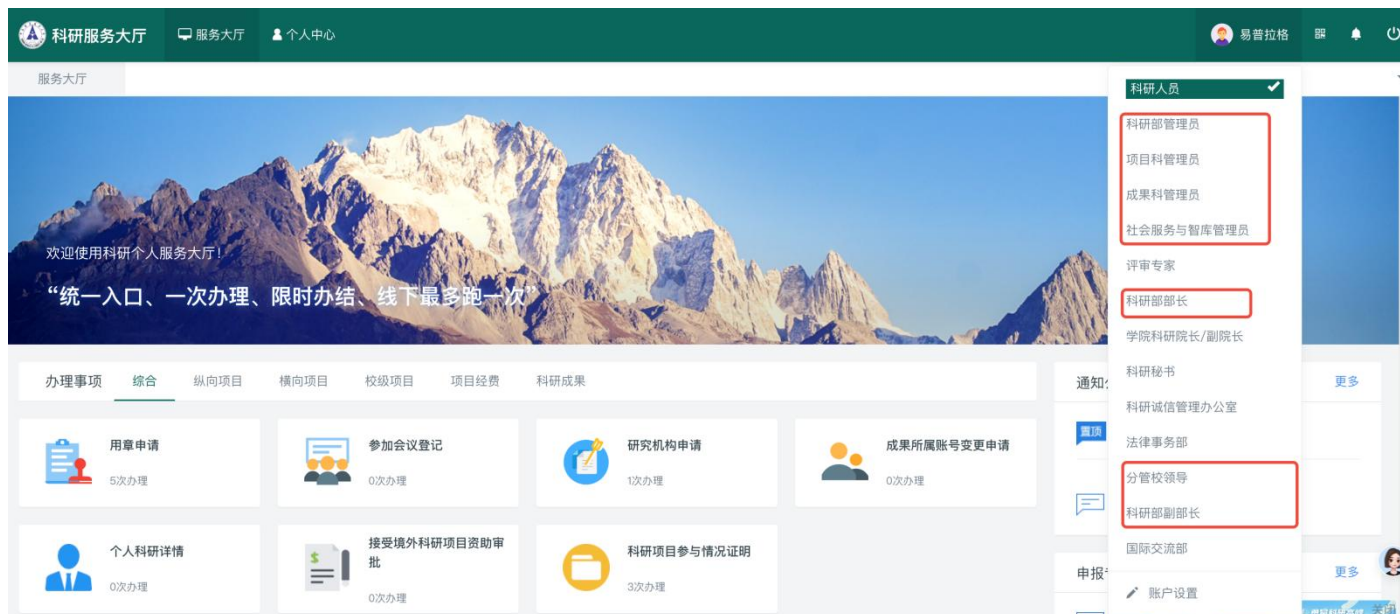 科研服务大厅
服务大厅
个人中心
易普拉格
服务大厅
科研人员
科研部管理员
项目科管理员
成果科管理员
社会服务与智库管理员
评审专家
科研部部长
学院科研院长/副院长
科研秘书
科研诚信管理办公室
法律事务部
分管校领导
科研部副部长
国际交流部
账户设置
欢迎使用科研个人服务大厅!
“统一入口、一次办理、限时办结、线下最多跑一次”
办理事项
综合
纵向项目
横向项目
校级项目
项目经费
科研成果
用章申请
5次办理
参加会议登记
0次办理
研究机构申请
1次办理
成果所属账号变更申请
0次办理
个人科研详情
0次办理
接受境外科研项目资助审
批
0次办理
科研项目参与情况证明
3次办理
通知
更多
置顶
申报
更多